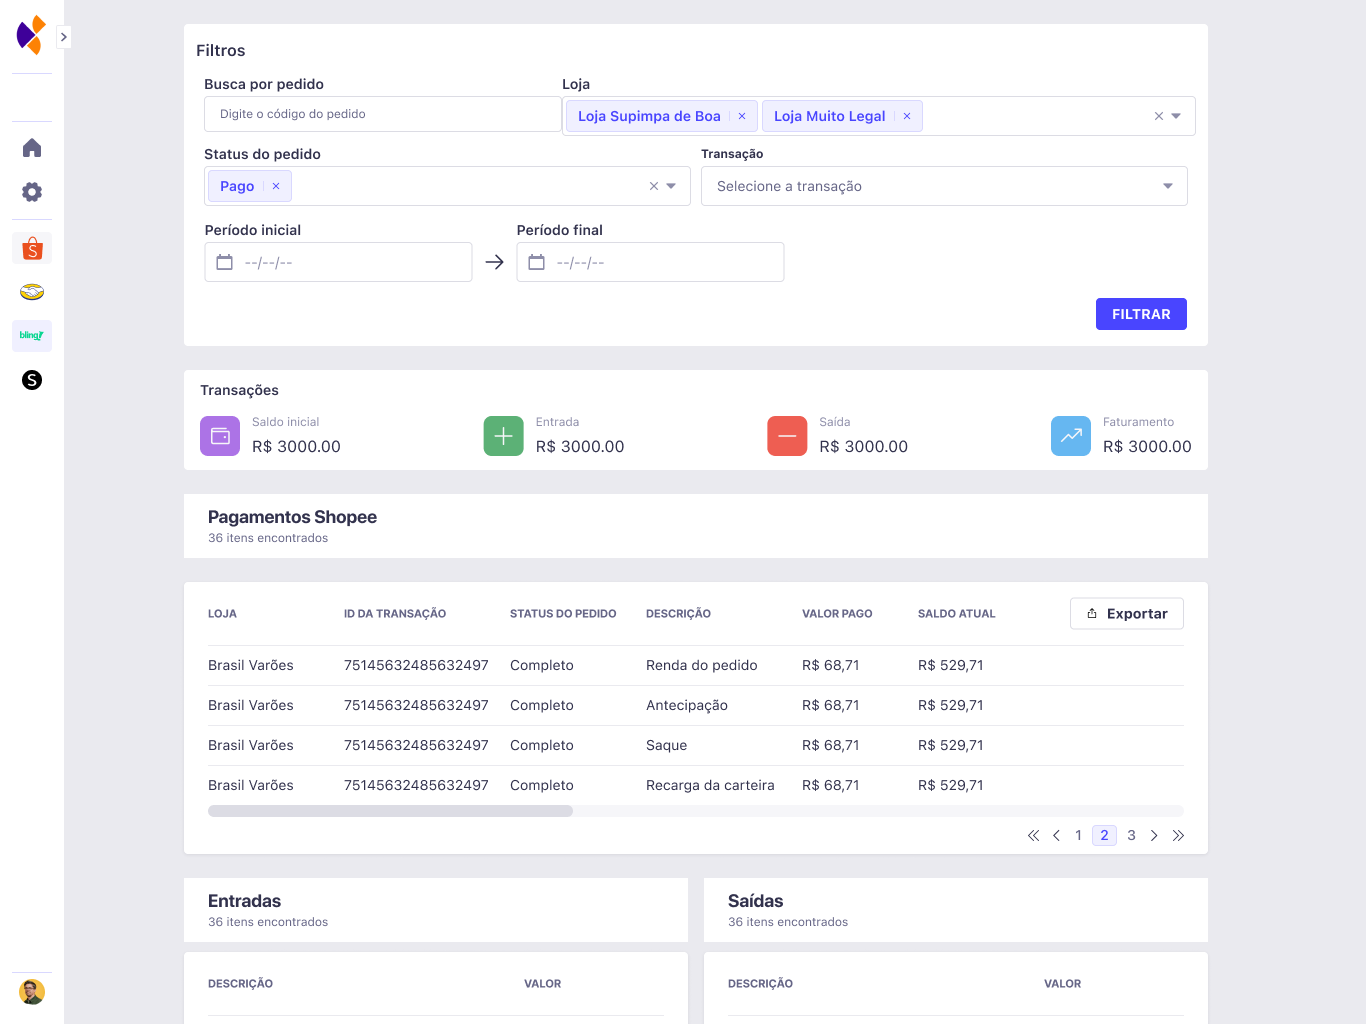 Filtros
Busca por pedido
Loja
Digite o código do pedido
Loja Supimpa de Boa
Loja Muito Legal
Status do pedido
Transação
Pago
Selecione a transação
Período inicial
Período final
--/--/--
--/--/--
FILTRAR
S
bling!
S
Transações
Saldo inicial
R$ 3000.00
Entrada
R$ 3000.00
Saída
R$ 3000.00
Faturamento
R$ 3000.00
Pagamentos Shopee
36 itens encontrados
LOJA ID DA TRANSAÇÃO STATUS DO PEDIDO DESCRIÇÃO VALOR PAGO SALDO ATUAL Exportar
Brasil Varões 75145632485632497 Completo Renda do pedido R$ 68,71 R$ 529,71
Brasil Varões 75145632485632497 Completo Antecipação R$ 68,71 R$ 529,71
Brasil Varões 75145632485632497 Completo Saque R$ 68,71 R$ 529,71
Brasil Varões 75145632485632497 Completo Recarga da carteira R$ 68,71 R$ 529,71
1 2 3
Entradas
36 itens encontrados
Saídas
36 itens encontrados
DESCRIÇÃO VALOR
DESCRIÇÃO VALOR